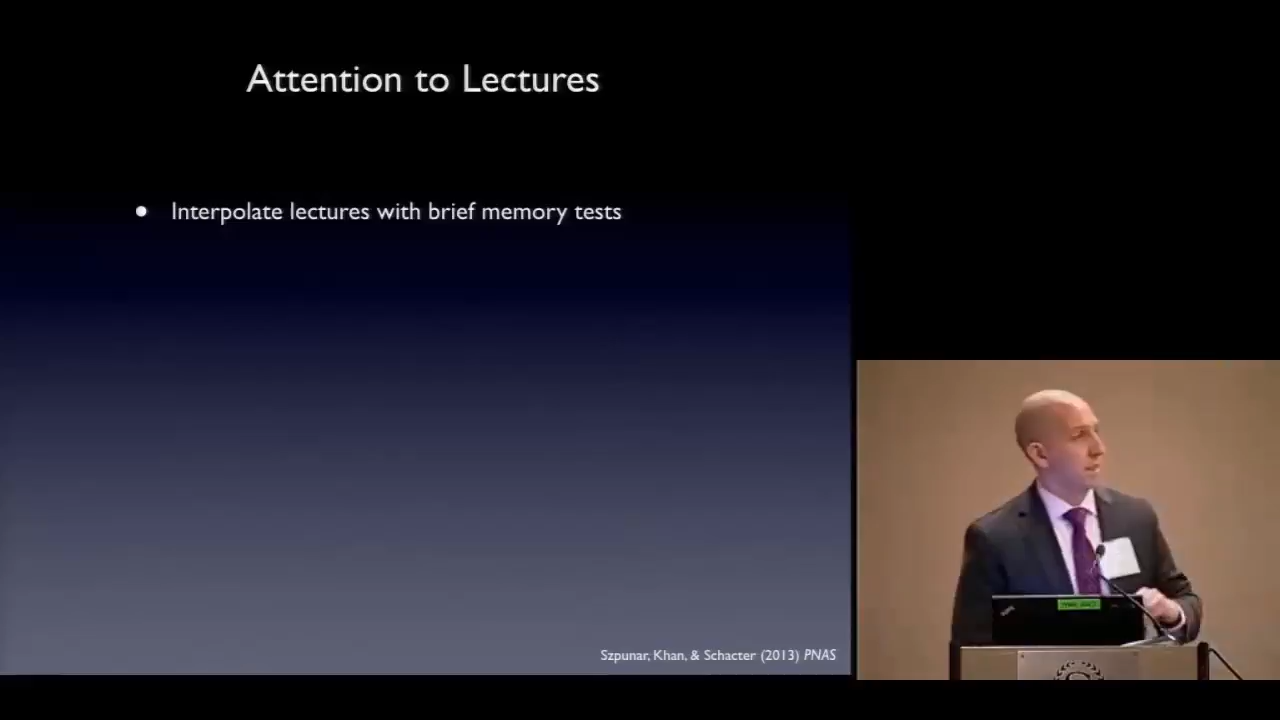 Attention to Lectures
• Interpolate lectures with brief memory tests
Szpunar, Khan, & Schacter (2013) PNAS